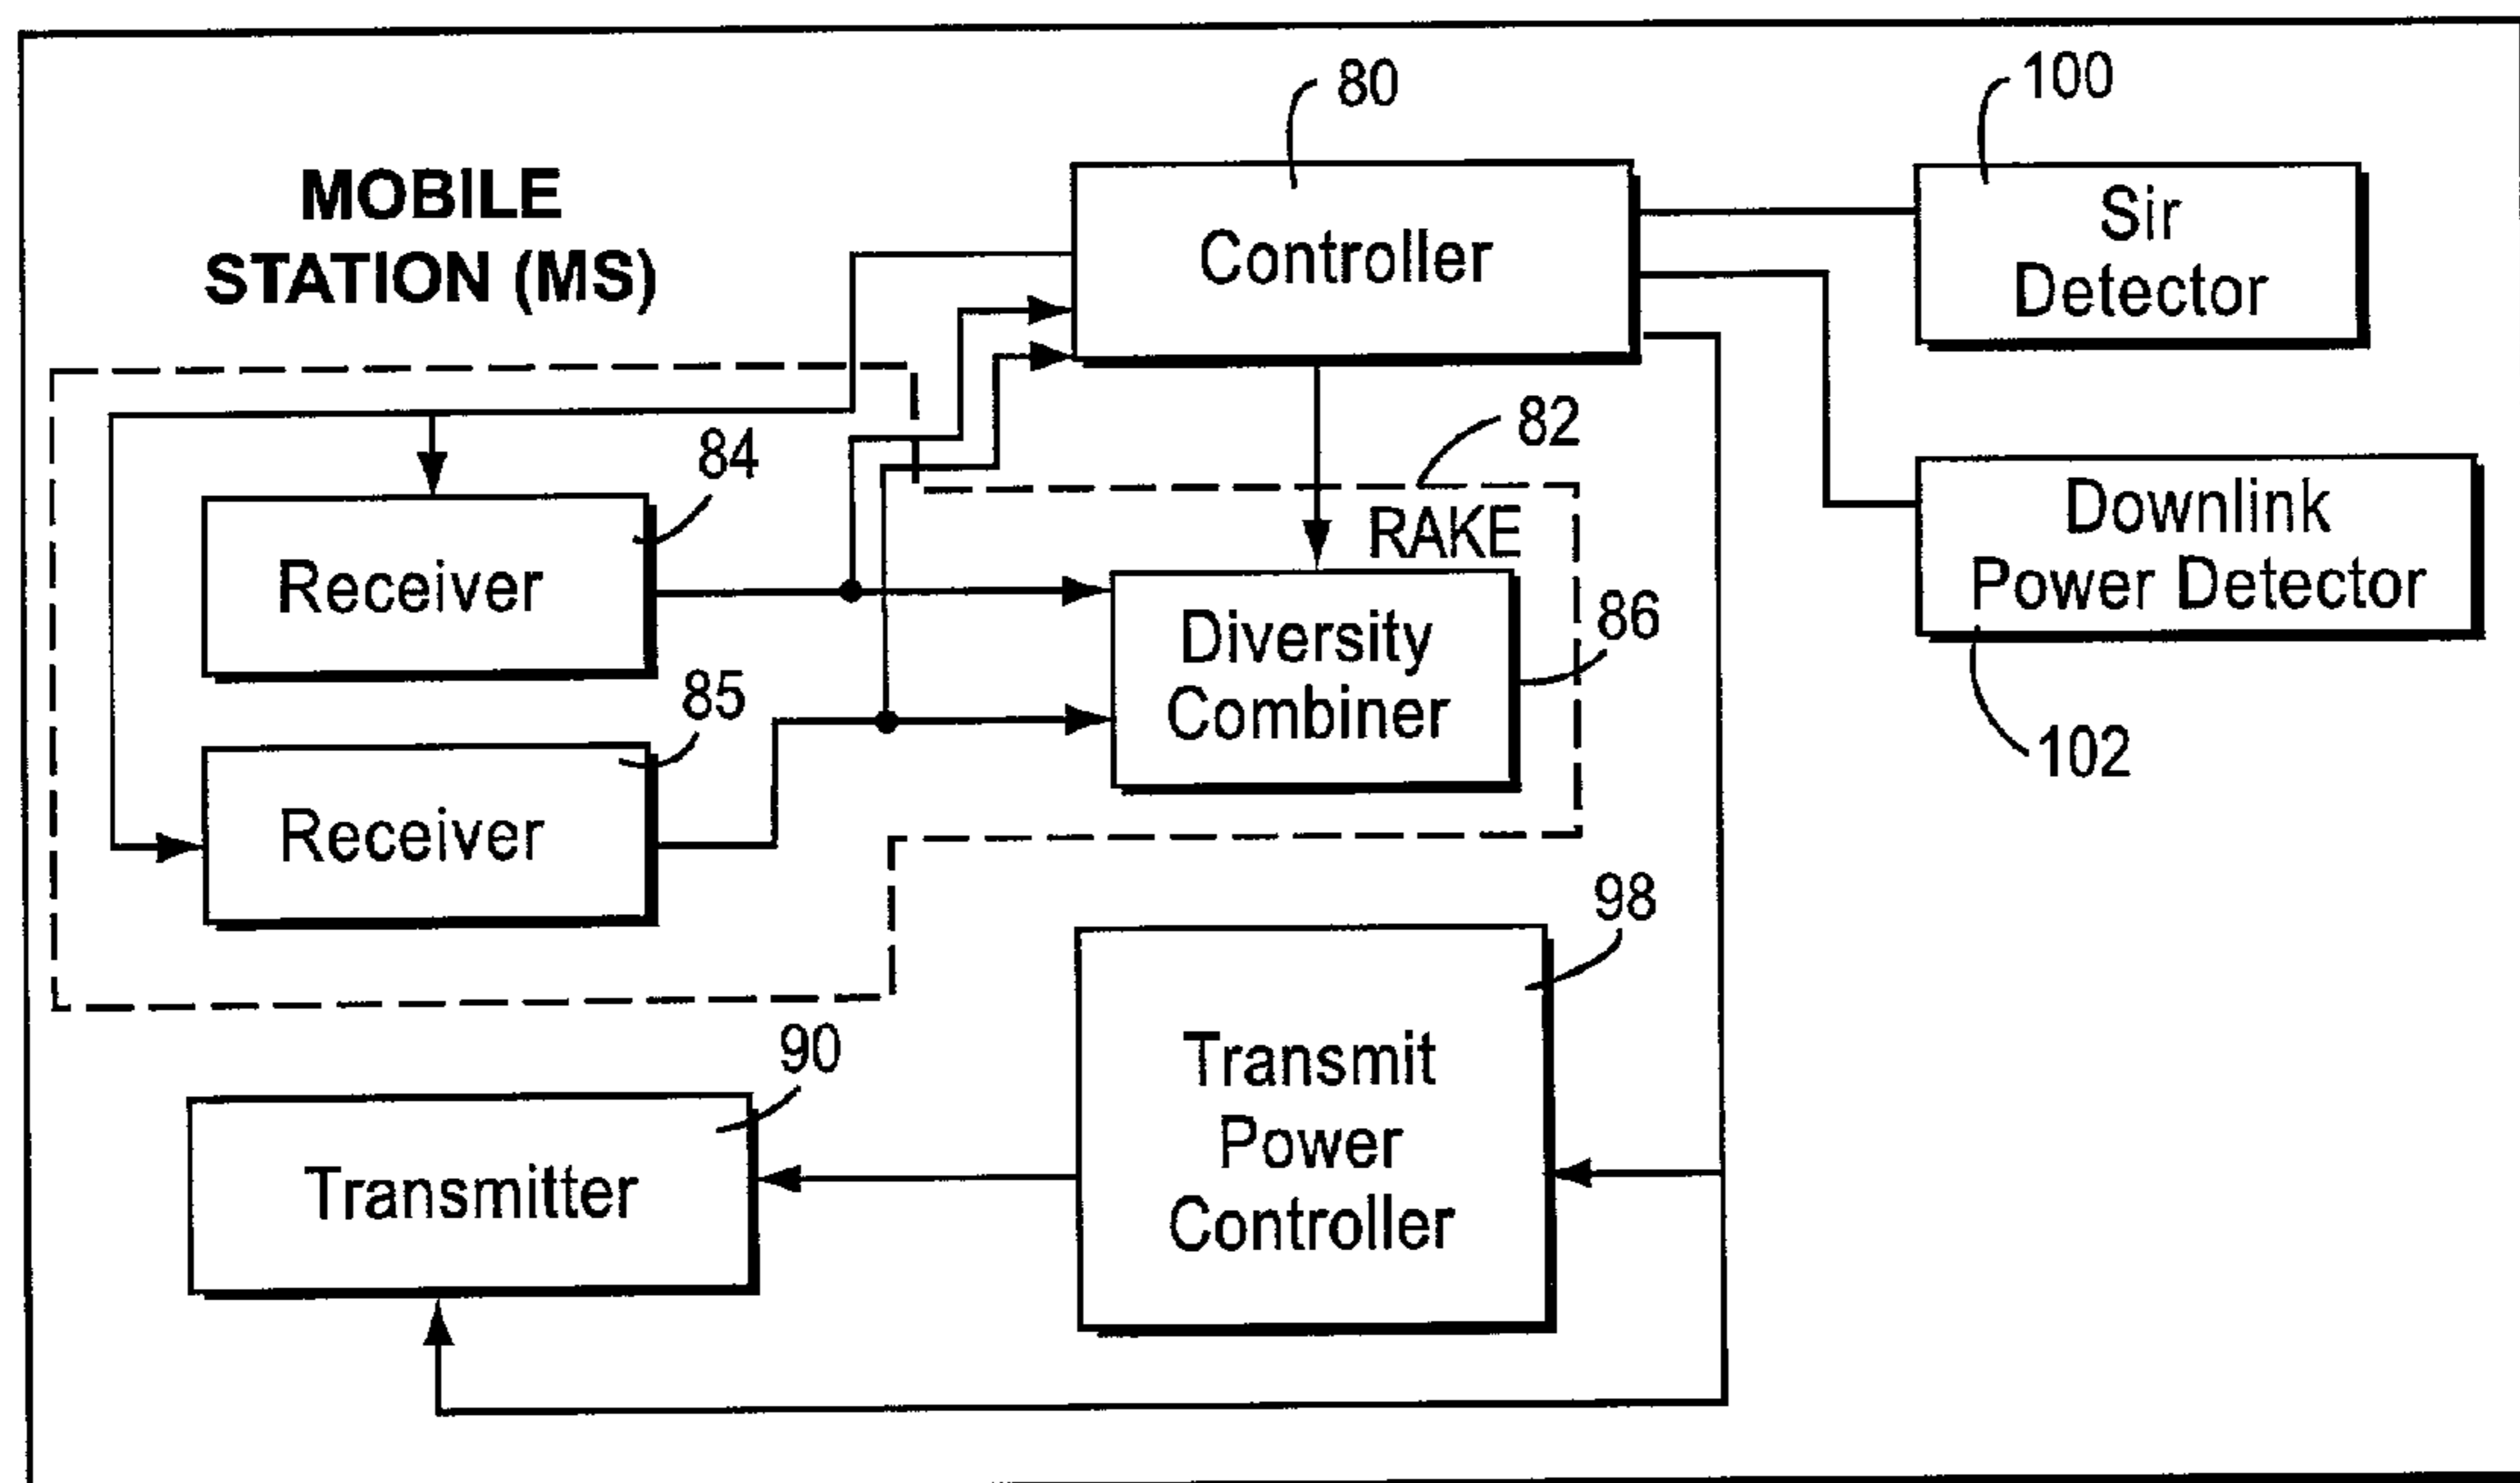 80
100
MOBILE
STATION (MS)
Controller
Sir
Detector
82
84
RAKE
Downlink
Power Detector
Receiver
86
Diversity
Combiner
85
102
Receiver
98
90
Transmit
Power
Controller
Transmitter